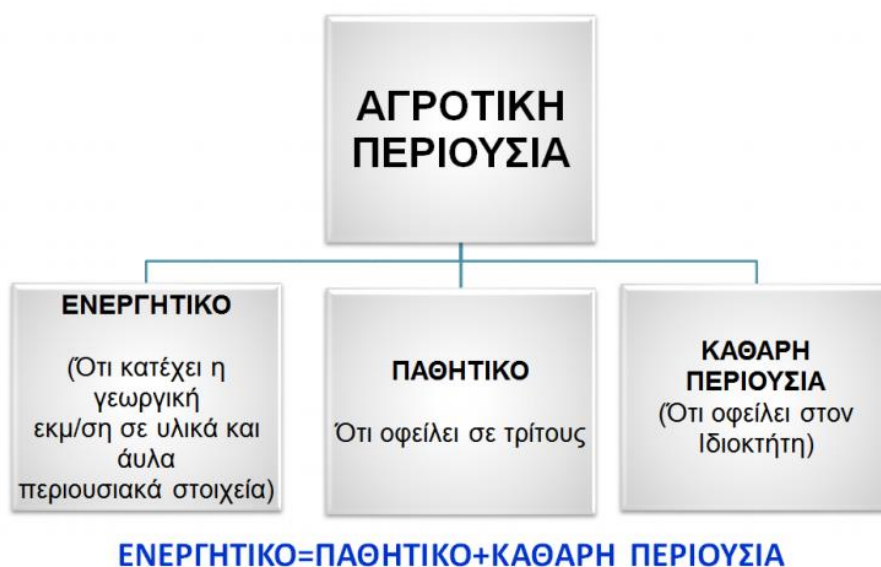 ΑΓΡΟΤΙΚΗ
ΠΕΡΙΟΥΣΙΑ
ΕΝΕΡΓΗΤΙΚΟ
(Ότι κατέχει η
γεωργική
εκμ/ση σε υλικά και
άυλα
περιουσιακά στοιχεία)
ΠΑΘΗΤΙΚΟ
Ότι οφείλει σε τρίτους
ΚΑΘΑΡΗ
ΠΕΡΙΟΥΣΙΑ
(Ότι οφείλει στον
Ιδιοκτήτη)
ΕΝΕΡΓΗΤΙΚΟ=ΠΑΘΗΤΙΚΟ+ΚΑΘΑΡΗ ΠΕΡΙΟΥΣΙΑ